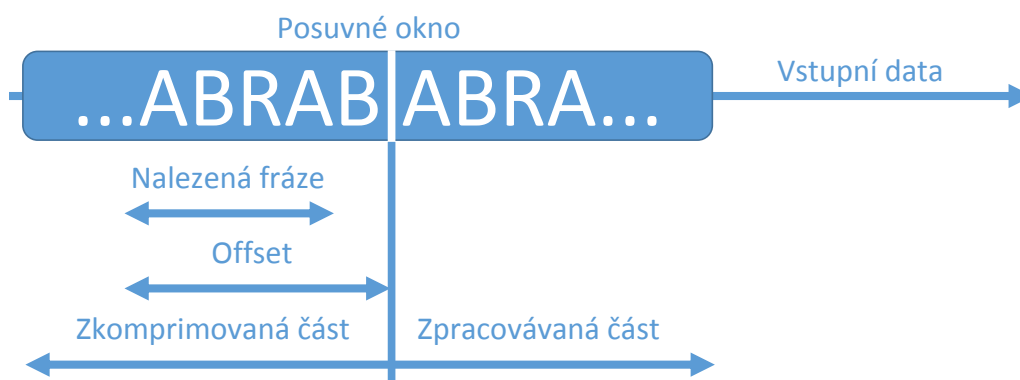 Posuvné okno
...ABRAB ABRA...
Vstupní data
Nalezená fráze
Offset
Zkomprimovaná část
Zpracovávaná část